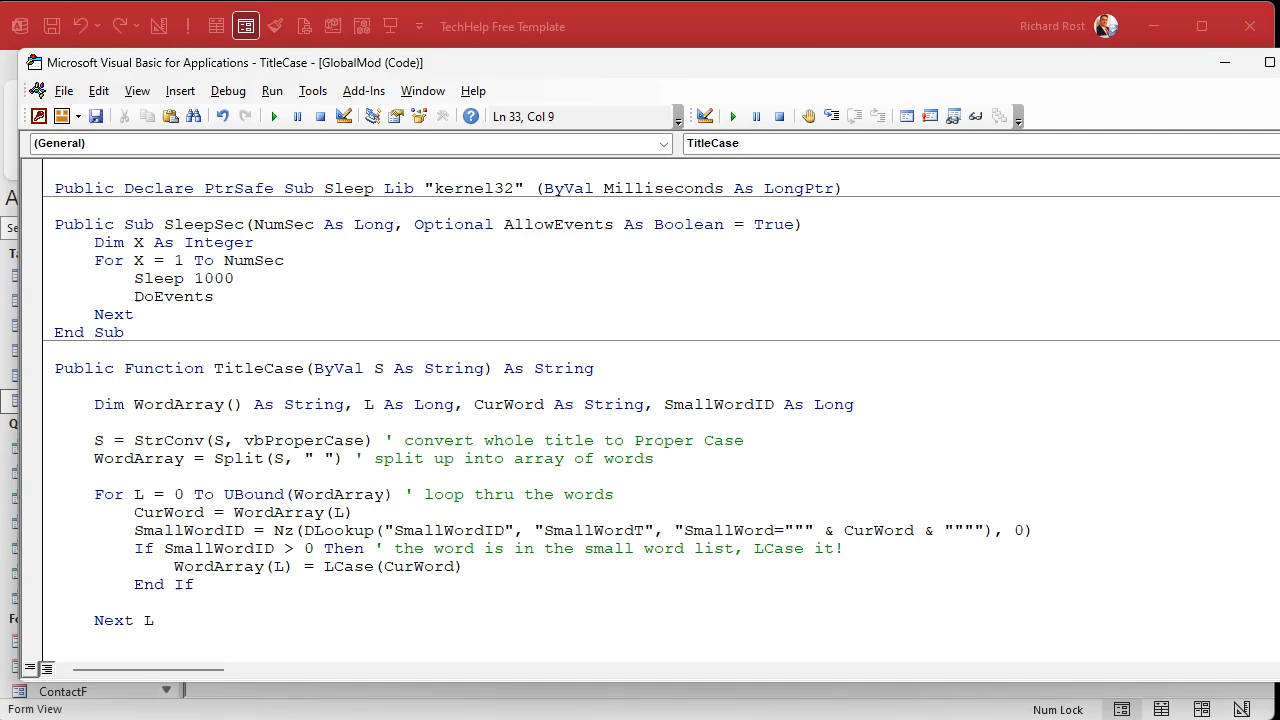 TechHelp Free Template
Richard Rost
Microsoft Visual Basic for Applications - TitleCase - [GlobalMod (Code)]
File Edit View Insert Format Debug Run Tools Add-Ins Window Help
Ln 33, Col 9
(General)
TitleCase
Public Declare PtrSafe Sub Sleep Lib "kernel32" (ByVal Milliseconds As LongPtr)
Public Sub SleepSec(NumSec As Long, Optional AllowEvents As Boolean = True)
Dim X As Integer
For X = 1 To NumSec
Sleep 1000
DoEvents
Next
End Sub
Public Function TitleCase(ByVal S As String) As String
Dim WordArray() As String, L As Long, CurWord As String, SmallWordID As Long
S = StrConv(S, vbProperCase) ' convert whole title to Proper Case
WordArray = Split(S, " ") ' split up into array of words
For L = 0 To UBound(WordArray) ' loop thru the words
CurWord = WordArray(L)
SmallWordID = Nz(DLookup("SmallWordID", "SmallWordT", "SmallWord=""" & CurWord & """"), 0)
If SmallWordID > 0 Then ' the word is in the small word list, LCase it!
WordArray(L) = LCase(CurWord)
End If
Next L
ContactF
Form View
Num Lock